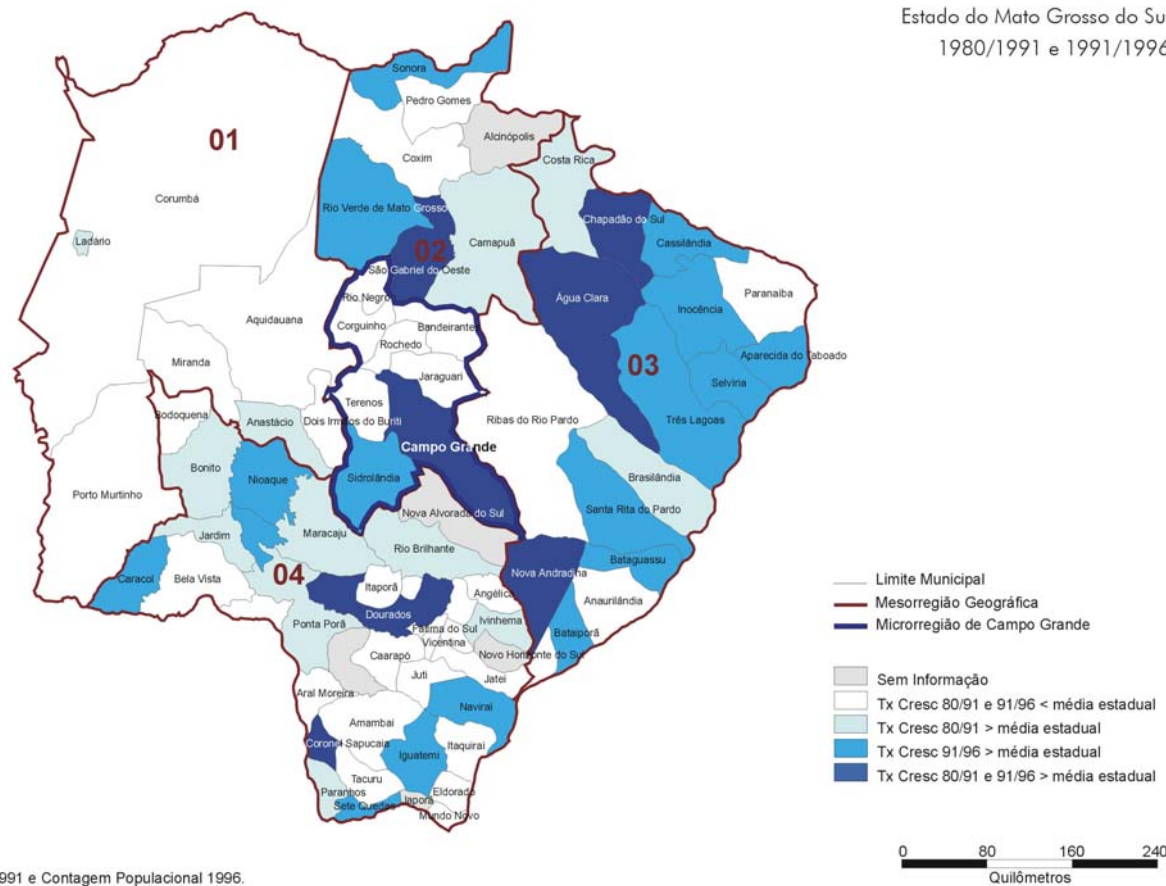 Estado do Mato Grosso do Su
1980/1991 e 1991/1996
Sonora
Pedro Gomes
Alcinópolis
01
Coxim
Costa Rica
Corumbá
Rio Verde de Mato Grosso
Chapadão do Sul
Ladário
02
Camapuã
Cassilândia
São Gabriel do Oeste
Paranaíba
Rio Negro
Água Clara
Inocência
Aquidauana
Corguinho
Bandeirantes
Rochedo
03
Aparecida do Taboado
Miranda
Jaraguari
Selvíria
Terenos
Bodoquena
Anastácio
Dois Irmãos do Buriti
Ribas do Rio Pardo
Três Lagoas
Campo Grande
Bonito
Nioaque
Sidrolândia
Brasilândia
Porto Murtinho
Nova Alvorada do Sul
Santa Rita do Pardo
Jardim
Maracaju
Rio Brilhante
Bataguassu
Caracol
Bela Vista
04
Nova Andradina
Itaporã
Angélica
Anaurilândia
Dourados
Ponta Porã
Ivinhema
Fátima do Sul
Bataiporã
Vicentina
Caarapó
Novo Horizonte do Sul
Juti
Jatei
Aral Moreira
Naviraí
Amambai
Coronel Sapucaia
Itaquirai
Iguatemi
Tacuru
Paranhos
Eldorado
Sete Quedas
Iaporã
Mundo Novo
Limite Municipal
Mesorregião Geográfica
Microrregião de Campo Grande
Sem Informação
Tx Cresc 80/91 e 91/96 < média estadual
Tx Cresc 80/91 > média estadual
Tx Cresc 91/96 > média estadual
Tx Cresc 80/91 e 91/96 > média estadual
0 80 160 240
Quilômetros
991 e Contagem Populacional 1996.